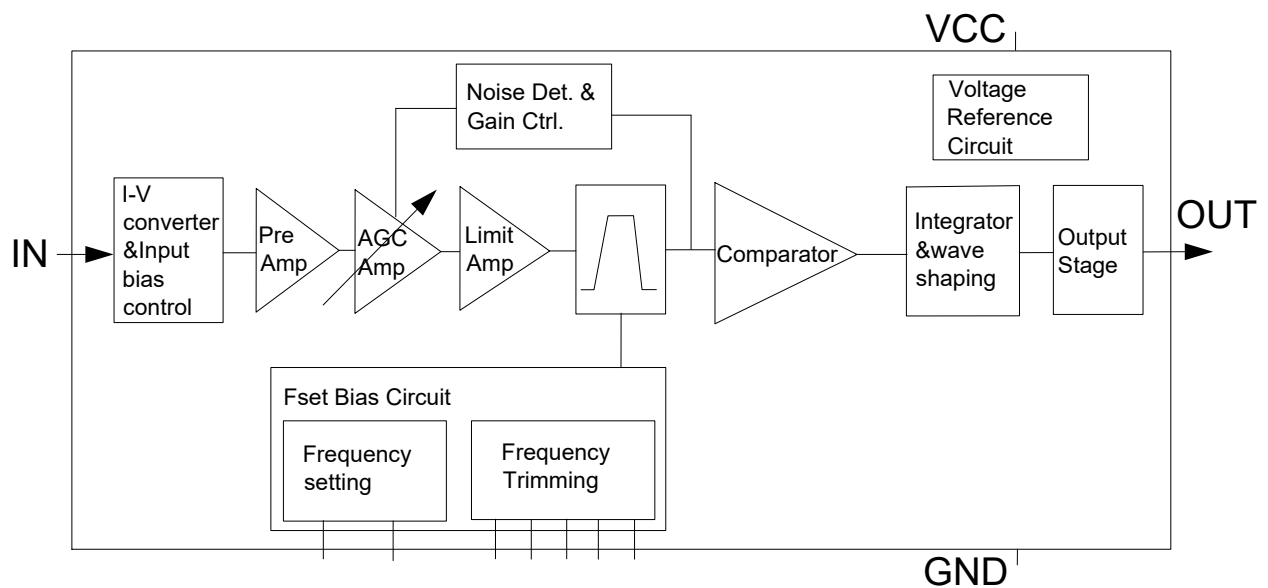 VCC
Noise Det. &
Gain Ctrl.
Voltage
Reference
Circuit
IN
I-V
converter
&Input
bias
control
Pre
Amp
AGC
Amp
Limit
Amp
Comparator
Integrator
&wave
shaping
Output
Stage
OUT
Fset Bias Circuit
Frequency
setting
Frequency
Trimming
GND